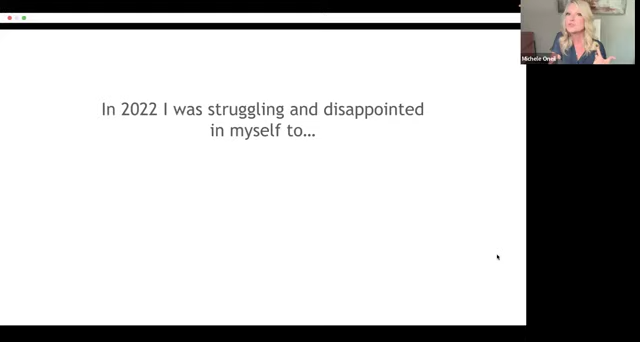 Michele Oneil
In 2022 I was struggling and disappointed
in myself to...